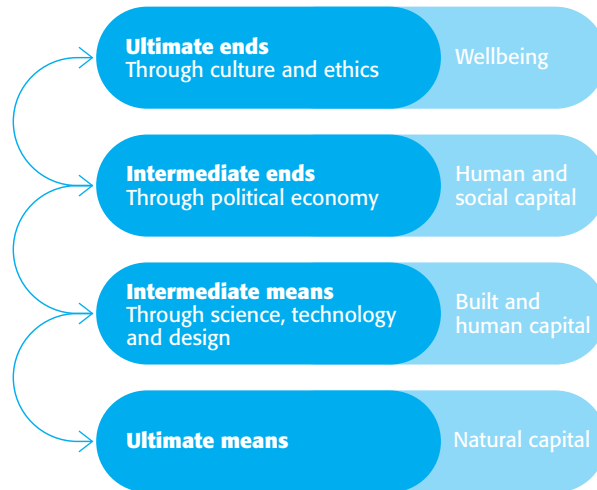 Ultimate ends
Through culture and ethics
Wellbeing
Intermediate ends
Through political economy
Human and
social capital
Intermediate means
Through science, technology
and design
Built and
human capital
Ultimate means
Natural capital